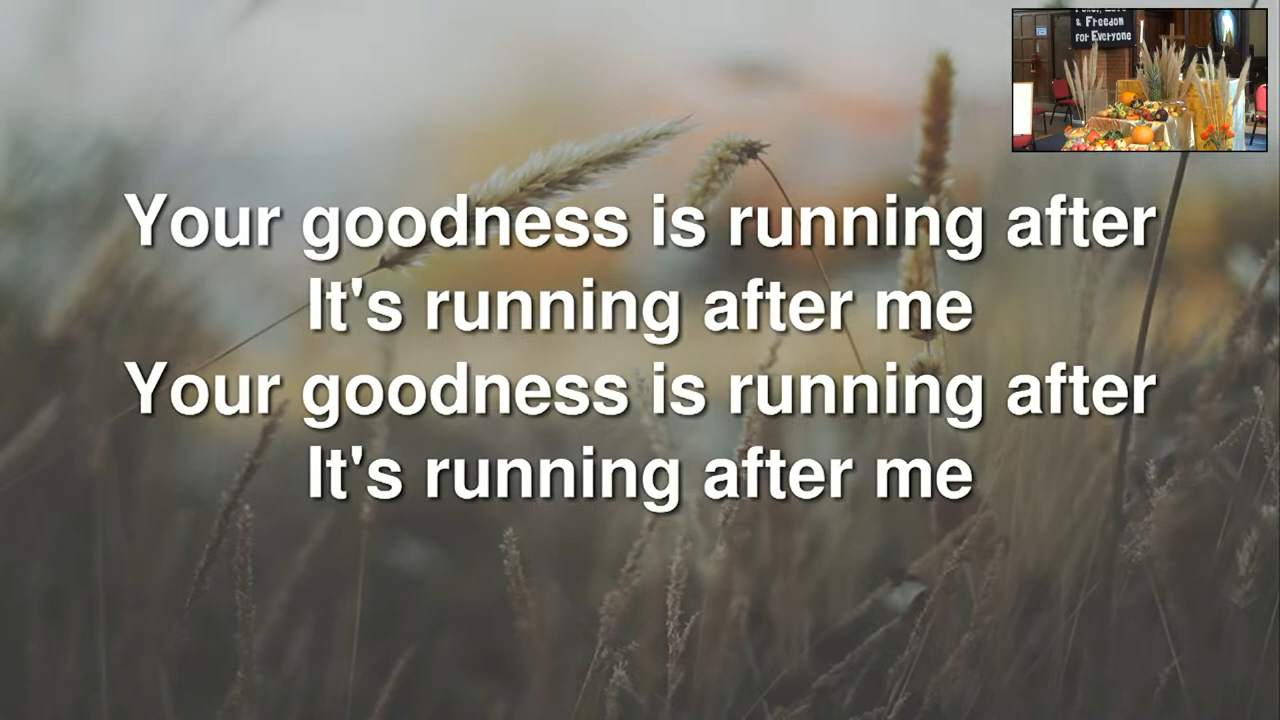 & Freedom
for Everyone
Your goodness is running after
It's running after me
Your goodness is running after
It's running after me